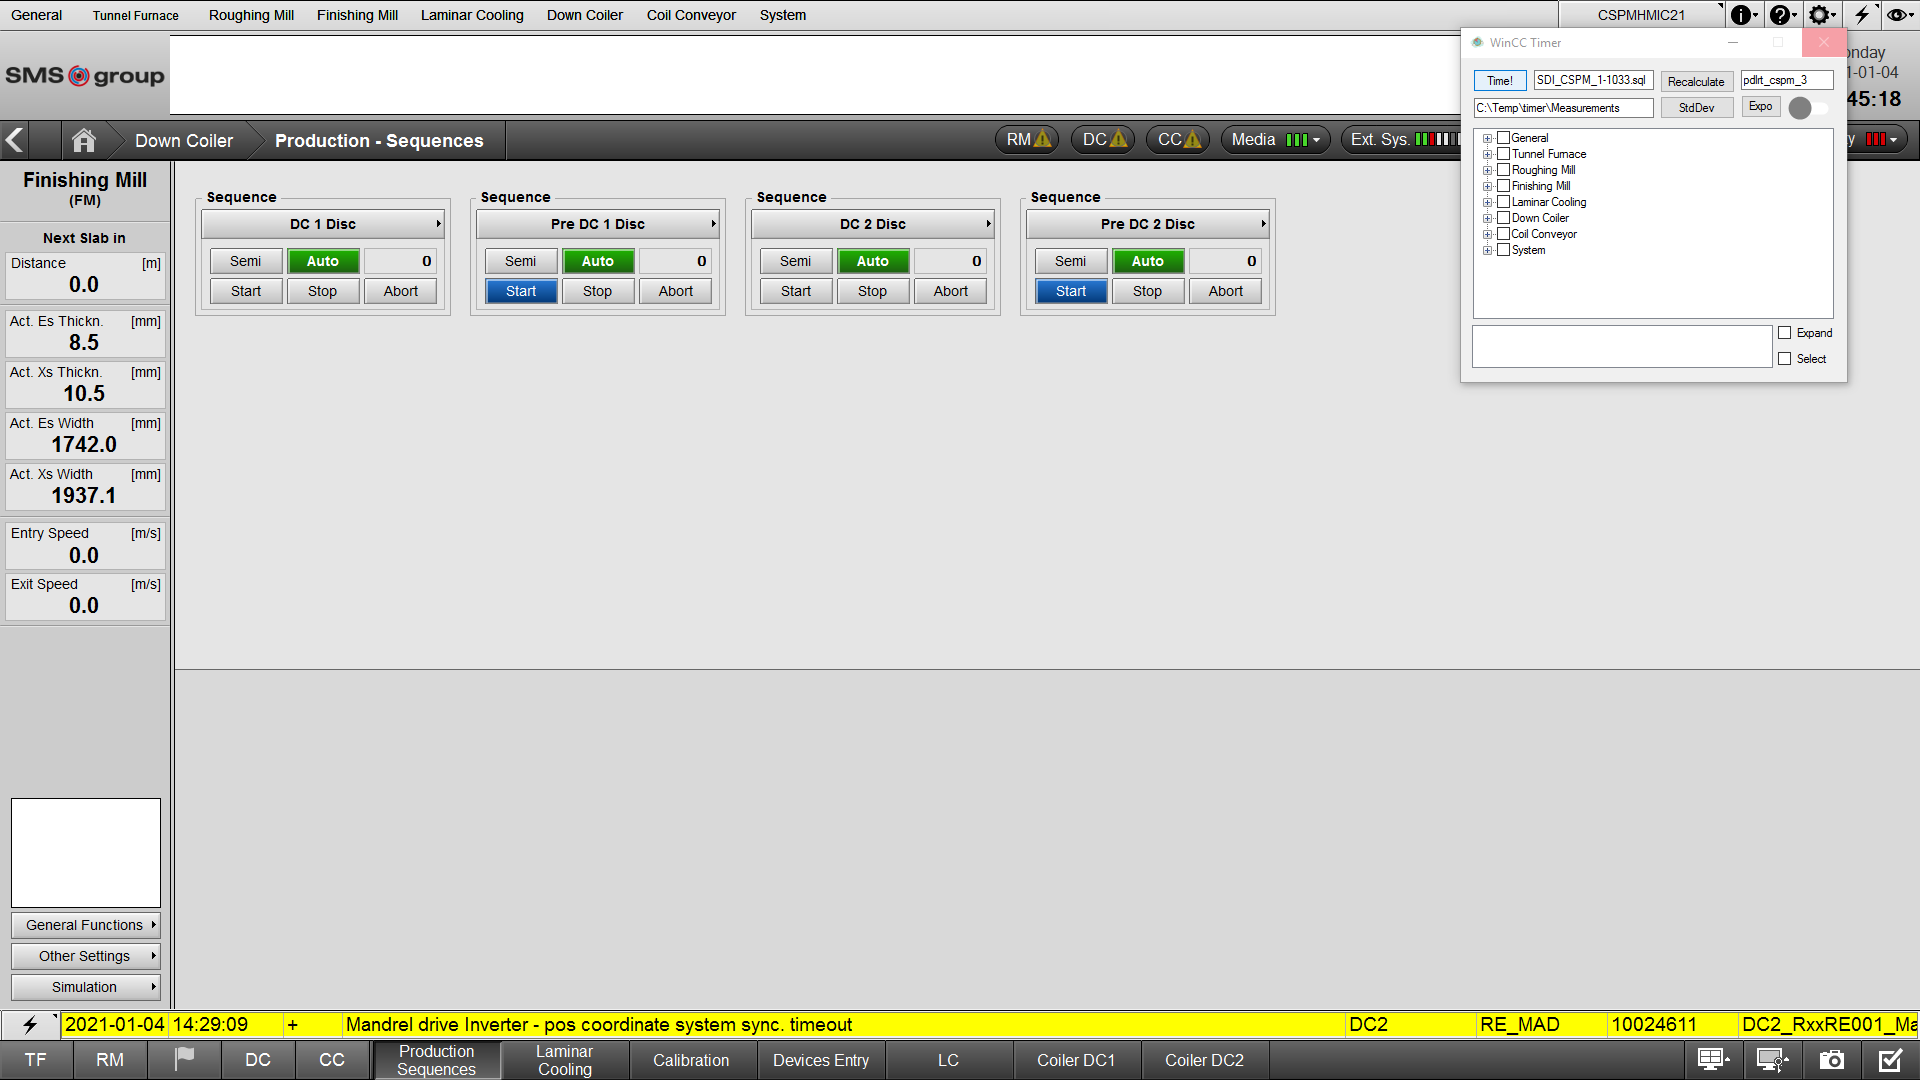 General Tunnel Furnace Roughing Mill Finishing Mill Laminar Cooling Down Coiler Coil Conveyor System CSPMHMIC21
SMS group
WinCC Timer
Time! SDI_CSPM_1-1033.sql Recalculate pdlrt_cspm_3
C:\Temp\timer\Measurements StdDev Expo
General
Tunnel Furnace
Roughing Mill
Finishing Mill
Laminar Cooling
Down Coiler
Coil Conveyor
System
Expand
Select
onday
1-01-04
45:18
Down Coiler Production - Sequences RM DC CC Media Ext. Sys. y
Finishing Mill
(FM)
Next Slab in
Distance [m]
0.0
Act. Es Thickn. [mm]
8.5
Act. Xs Thickn. [mm]
10.5
Act. Es Width [mm]
1742.0
Act. Xs Width [mm]
1937.1
Entry Speed [m/s]
0.0
Exit Speed [m/s]
0.0
General Functions
Other Settings
Simulation
Sequence
DC 1 Disc
Semi Auto 0
Start Stop Abort
Sequence
Pre DC 1 Disc
Semi Auto 0
Start Stop Abort
Sequence
DC 2 Disc
Semi Auto 0
Start Stop Abort
Sequence
Pre DC 2 Disc
Semi Auto 0
Start Stop Abort
2021-01-04 14:29:09 + Mandrel drive Inverter - pos coordinate system sync. timeout DC2 RE_MAD 10024611 DC2_RxxRE001_Ma
TF RM DC CC Production Sequences Laminar Cooling Calibration Devices Entry LC Coiler DC1 Coiler DC2